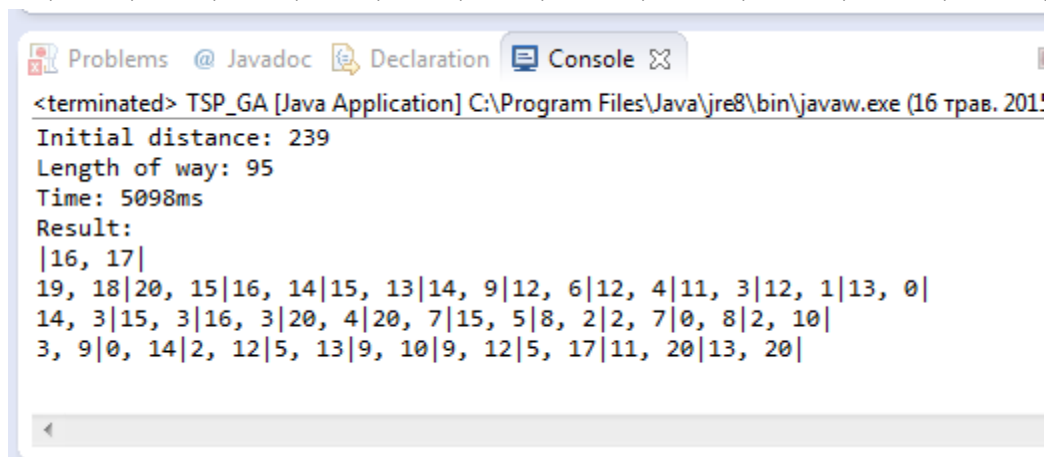 Problems @ Javadoc Declaration Console
<terminated> TSP_GA [Java Application] C:\Program Files\Java\jre8\bin\javaw.exe (16 трав. 2015
Initial distance: 239
Length of way: 95
Time: 5098ms
Result:
|16, 17|
19, 18|20, 15|16, 14|15, 13|14, 9|12, 6|12, 4|11, 3|12, 1|13, 0|
14, 3|15, 3|16, 3|20, 4|20, 7|15, 5|8, 2|2, 7|0, 8|2, 10|
3, 9|0, 14|2, 12|5, 13|9, 10|9, 12|5, 17|11, 20|13, 20|